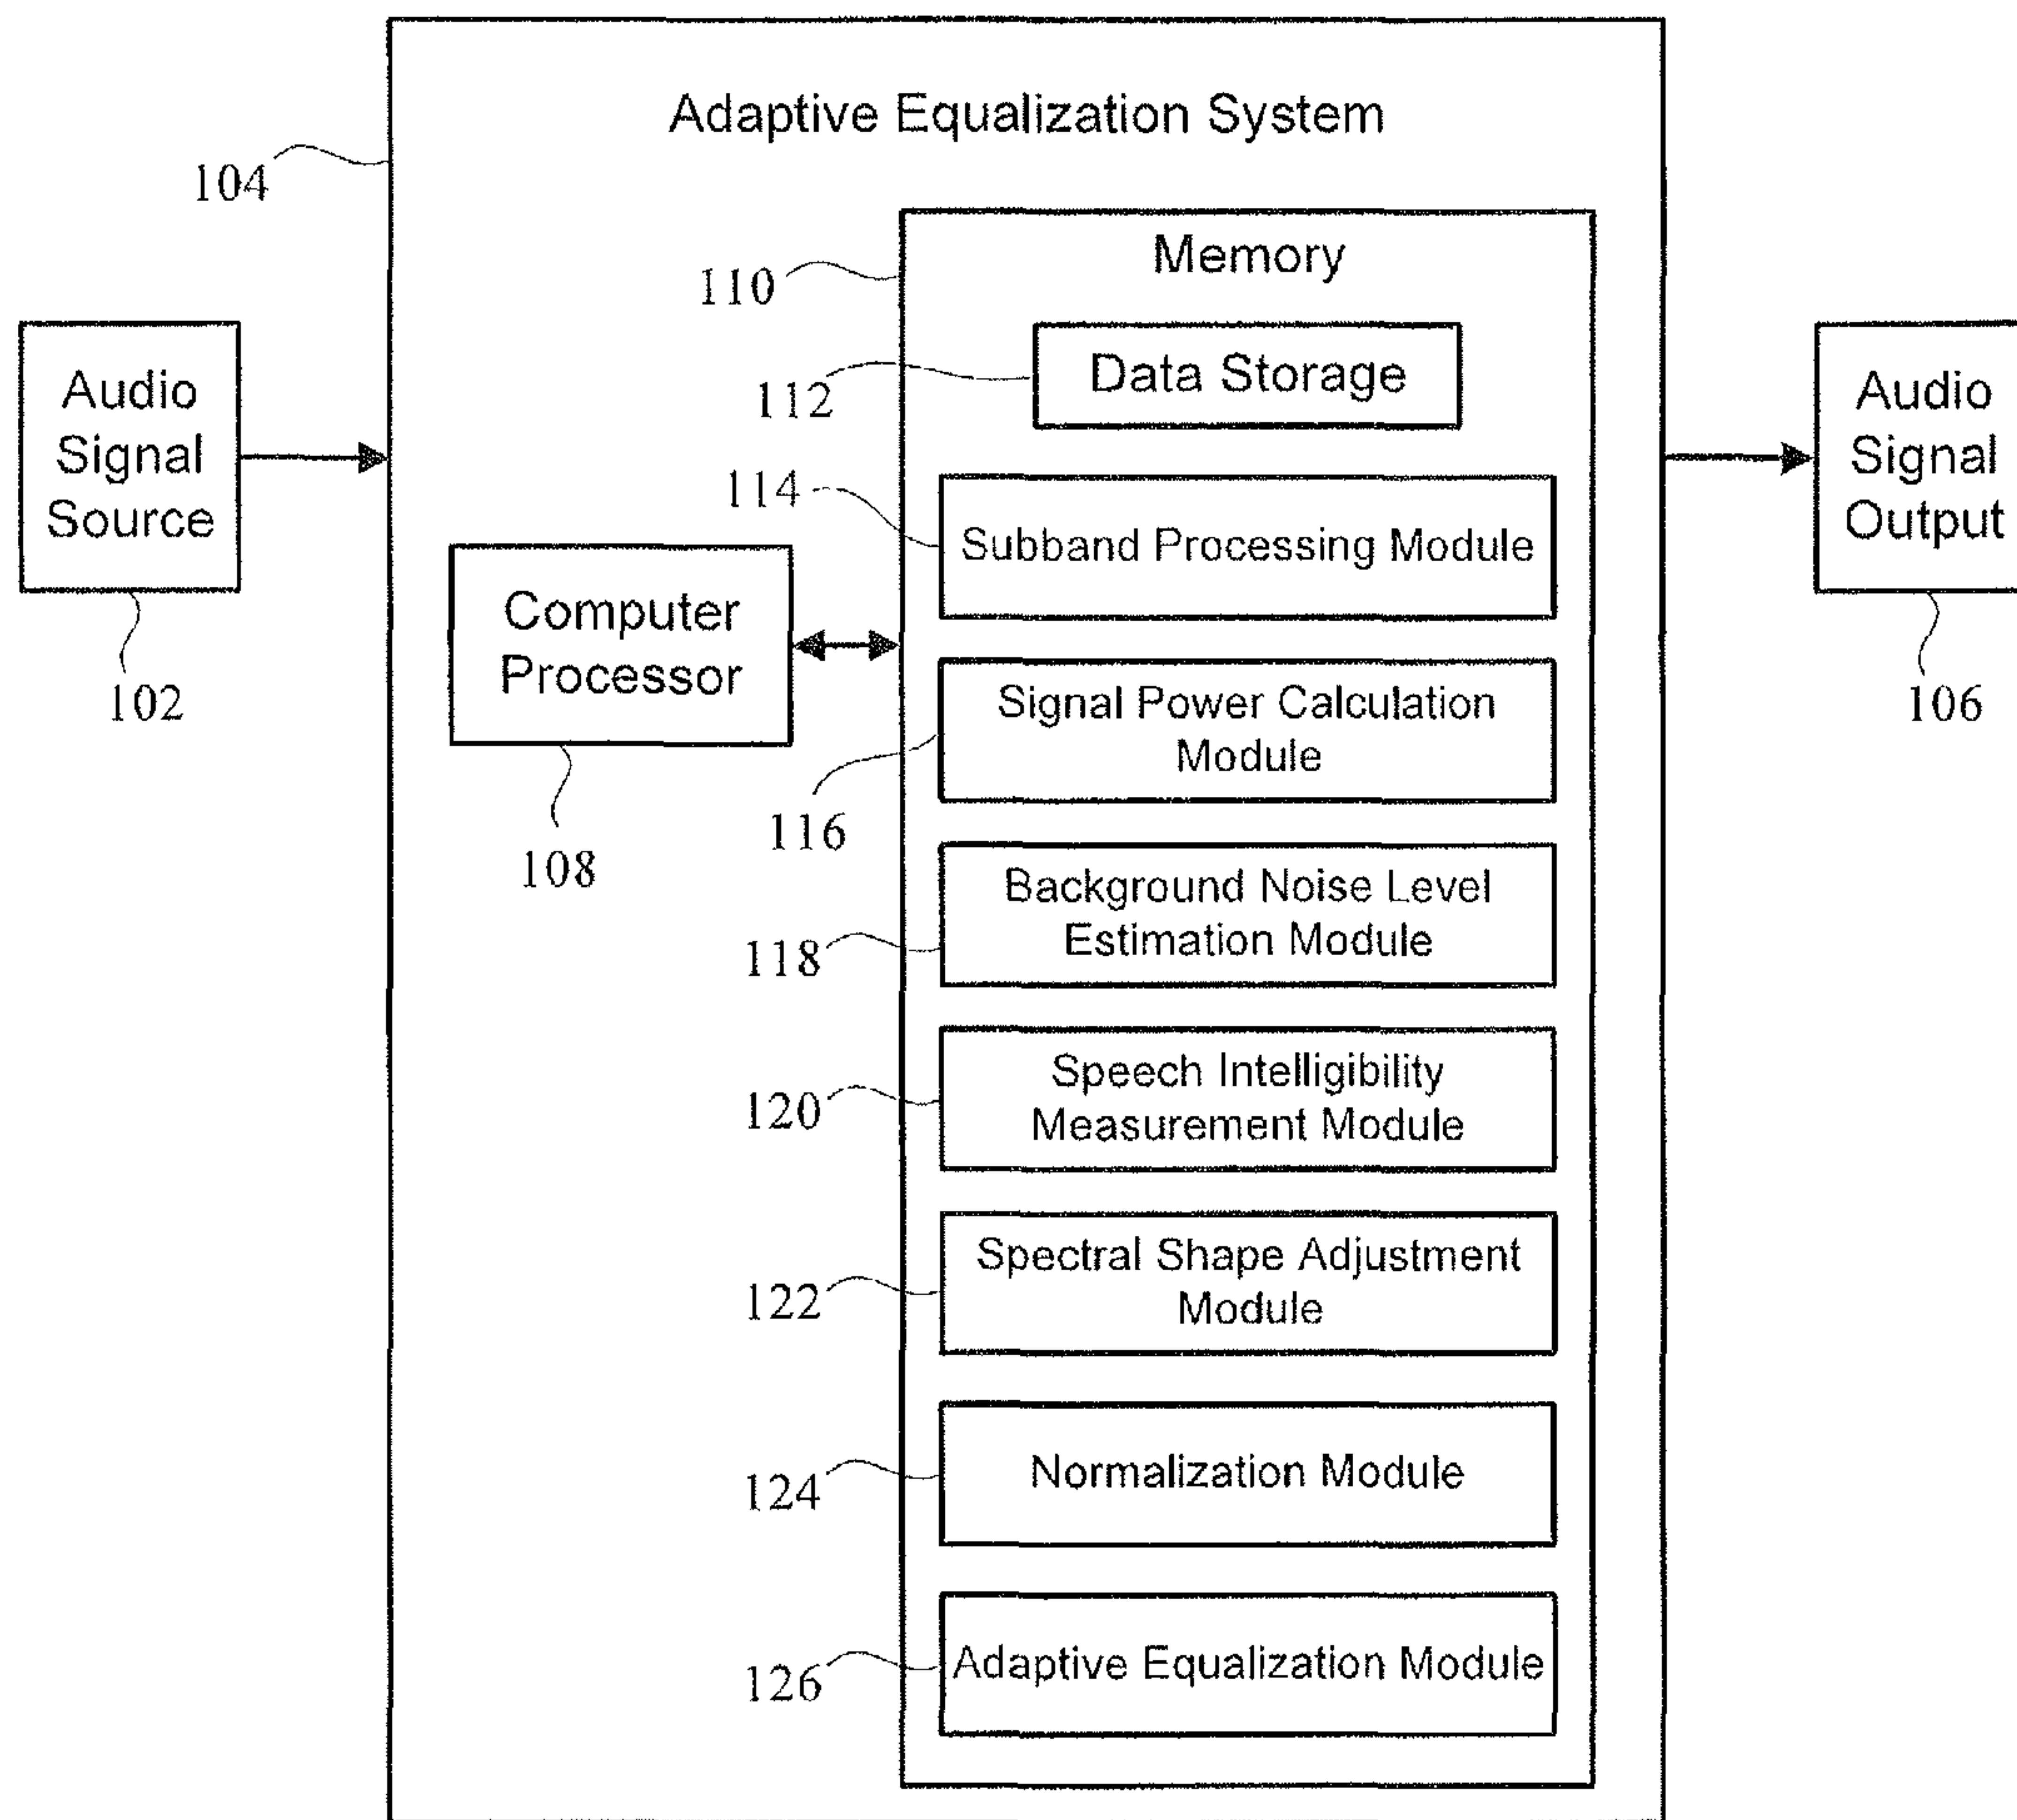 Adaptive Equalization System
104
Memory
110
Data Storage
112
Audio
Signal
Source
102
Audio
Signal
Output
106
Computer
Processor
108
114
Subband Processing Module
Signal Power Calculation
Module
116
Background Noise Level
Estimation Module
118
Speech Intelligibility
Measurement Module
120
Spectral Shape Adjustment
Module
122
Normalization Module
124
Adaptive Equalization Module
126